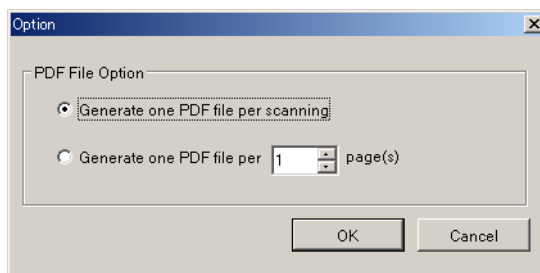 Option
PDF File Option
Generate one PDF file per scanning
Generate one PDF file per 1 page(s)
OK Cancel